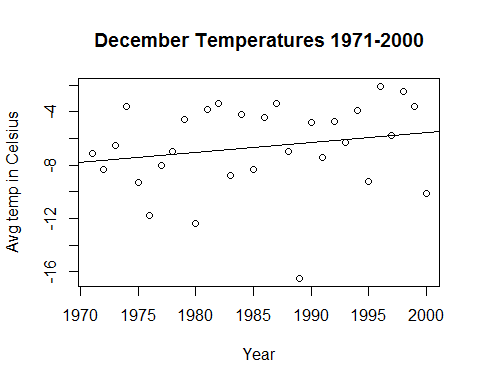 December Temperatures 1971-2000
Avg temp in Celsius
-4
-8
-12
-16
1970 1975 1980 1985 1990 1995 2000
Year